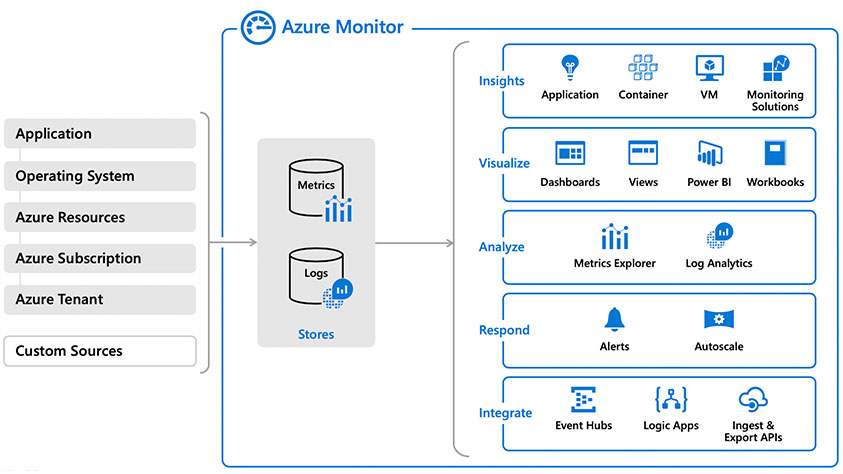 Azure Monitor
Application
Operating System
Azure Resources
Azure Subscription
Azure Tenant
Custom Sources
Metrics
Logs
Stores
Insights
Application
Container
VM
Monitoring
Solutions
Visualize
Dashboards
Views
Power BI
Workbooks
Analyze
Metrics Explorer
Log Analytics
Respond
Alerts
Autoscale
Integrate
Event Hubs
Logic Apps
Ingest &
Export APIs